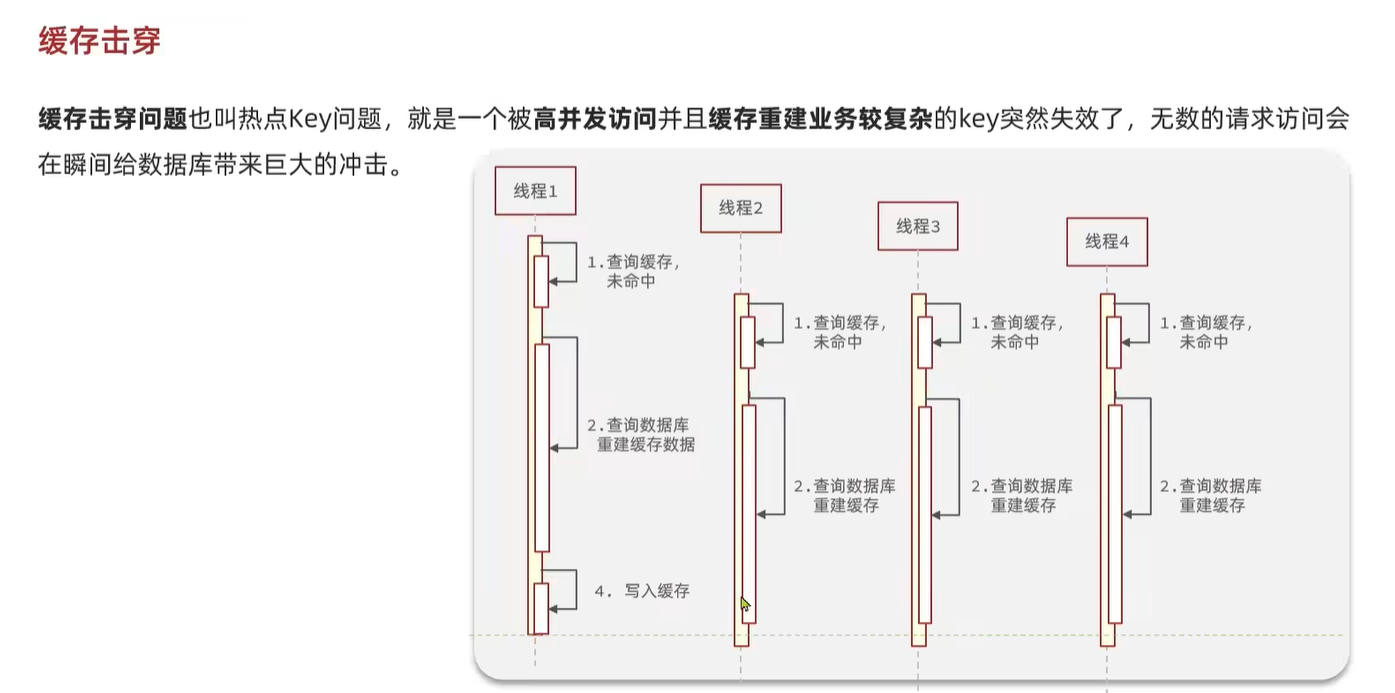 缓存击穿
缓存击穿问题也叫热点Key问题，就是一个被高并发访问并且缓存重建业务较复杂的key突然失效了，无数的请求访问会
在瞬间给数据库带来巨大的冲击。
线程1
1.查询缓存，
未命中
2.查询数据库
重建缓存数据
4. 写入缓存
线程2
1.查询缓存，
未命中
2.查询数据库
重建缓存
线程3
1.查询缓存，
未命中
2.查询数据库
重建缓存
线程4
1.查询缓存，
未命中
2.查询数据库
重建缓存